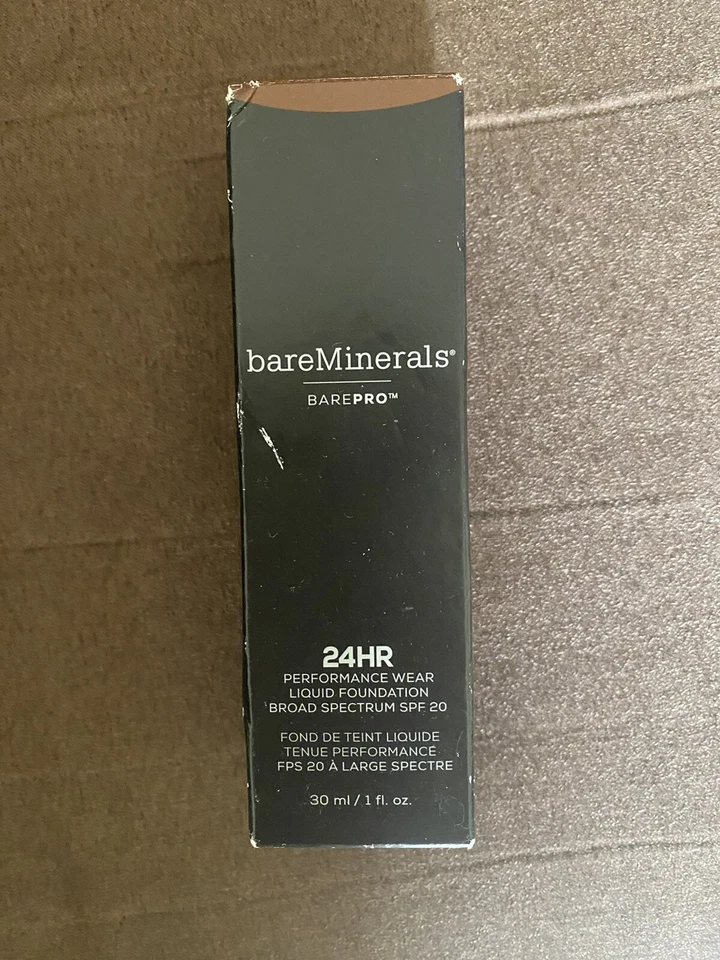 bareMinerals®
BAREPRO™
24HR
PERFORMANCE WEAR
LIQUID FOUNDATION
BROAD SPECTRUM SPF 20
FOND DE TEINT LIQUIDE
TENUE PERFORMANCE
FPS 20 À LARGE SPECTRE
30 ml / 1 fl. oz.